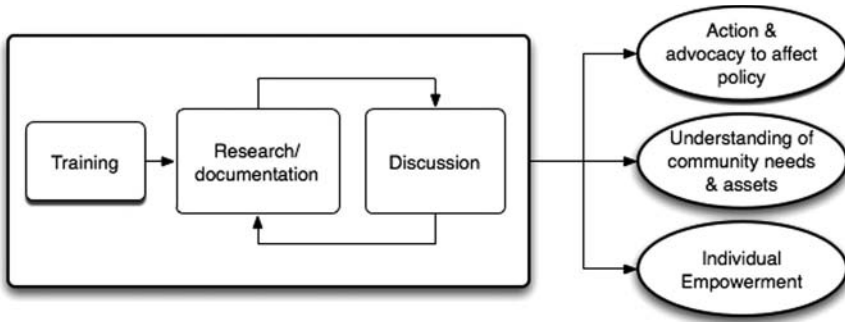 Training
Research/
documentation
Discussion
Action &
advocacy to affect
policy
Understanding of
community needs
& assets
Individual
Empowerment